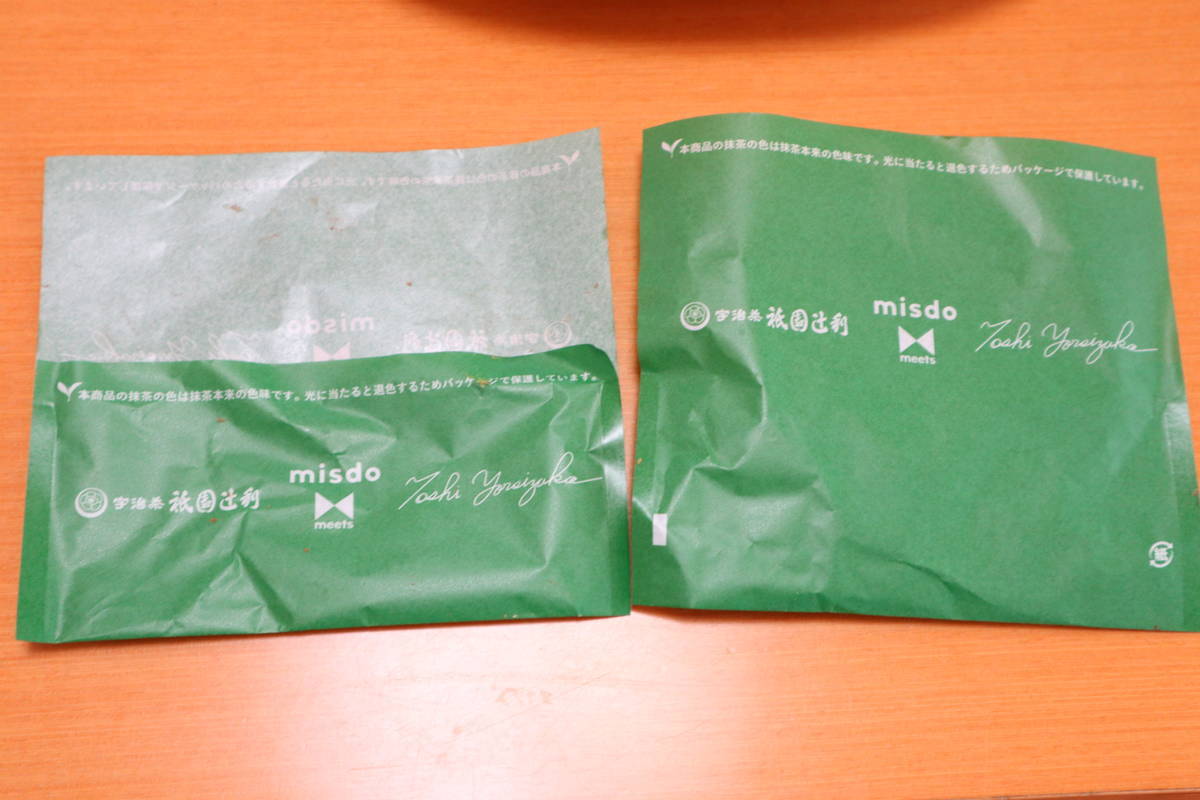 本商品の抹茶の色は抹茶本来の色味です。光に当たると退色するためパッケージで保護しています。
宇治茶 祇園辻利
misdo
meets
Toshi Yoroizuka
本商品の抹茶の色は抹茶本来の色味です。光に当たると退色するためパッケージで保護しています。
宇治茶 祇園辻利
misdo
meets
Toshi Yoroizuka
紙